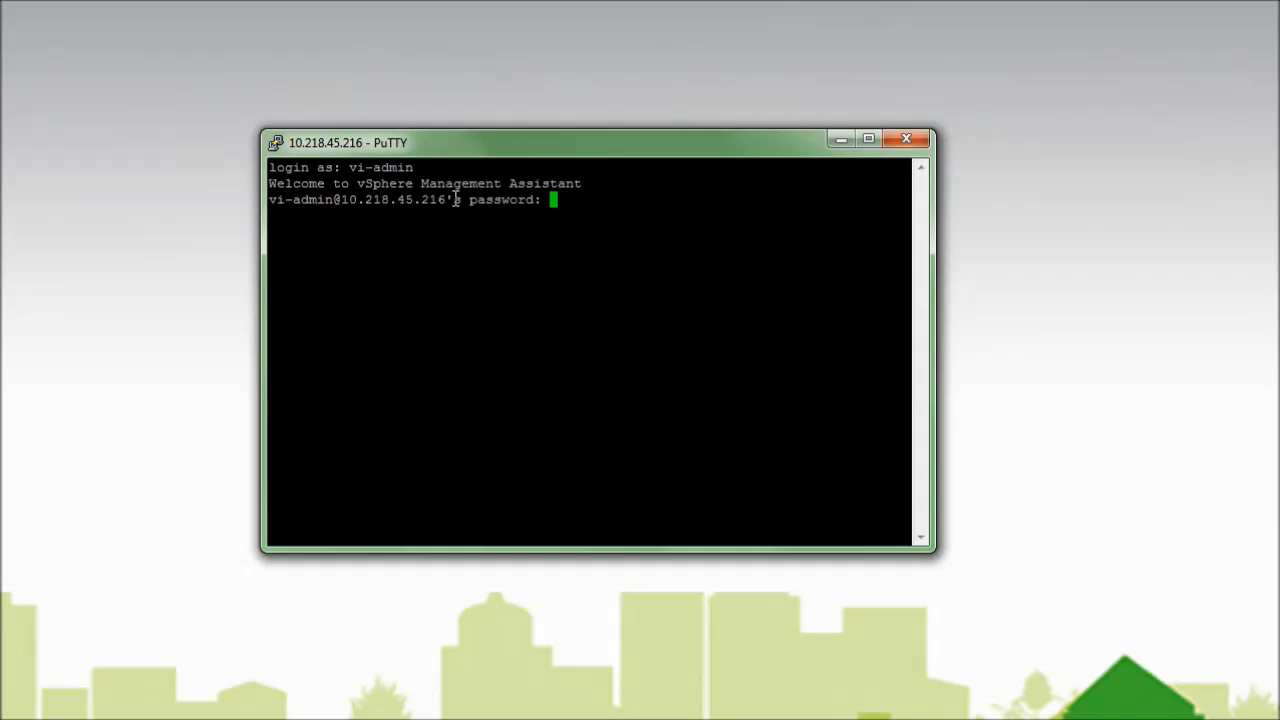 10.218.45.216 - PuTTY
login as: vi-admin
Welcome to vSphere Management Assistant
vi-admin@10.218.45.216's password: